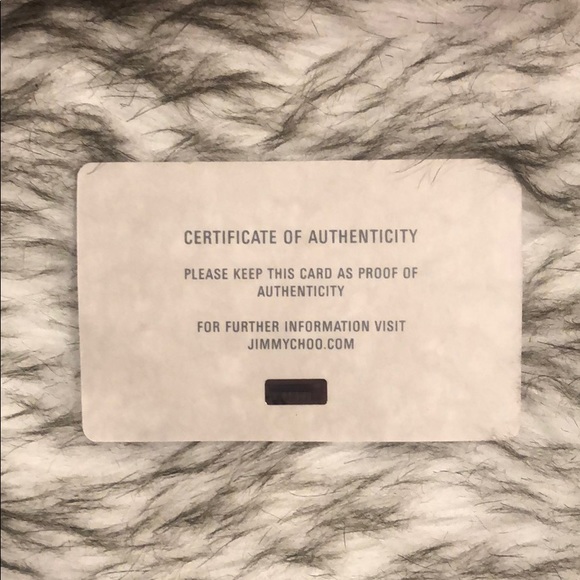 CERTIFICATE OF AUTHENTICITY
PLEASE KEEP THIS CARD AS PROOF OF
AUTHENTICITY
FOR FURTHER INFORMATION VISIT
JIMMYCHOO.COM